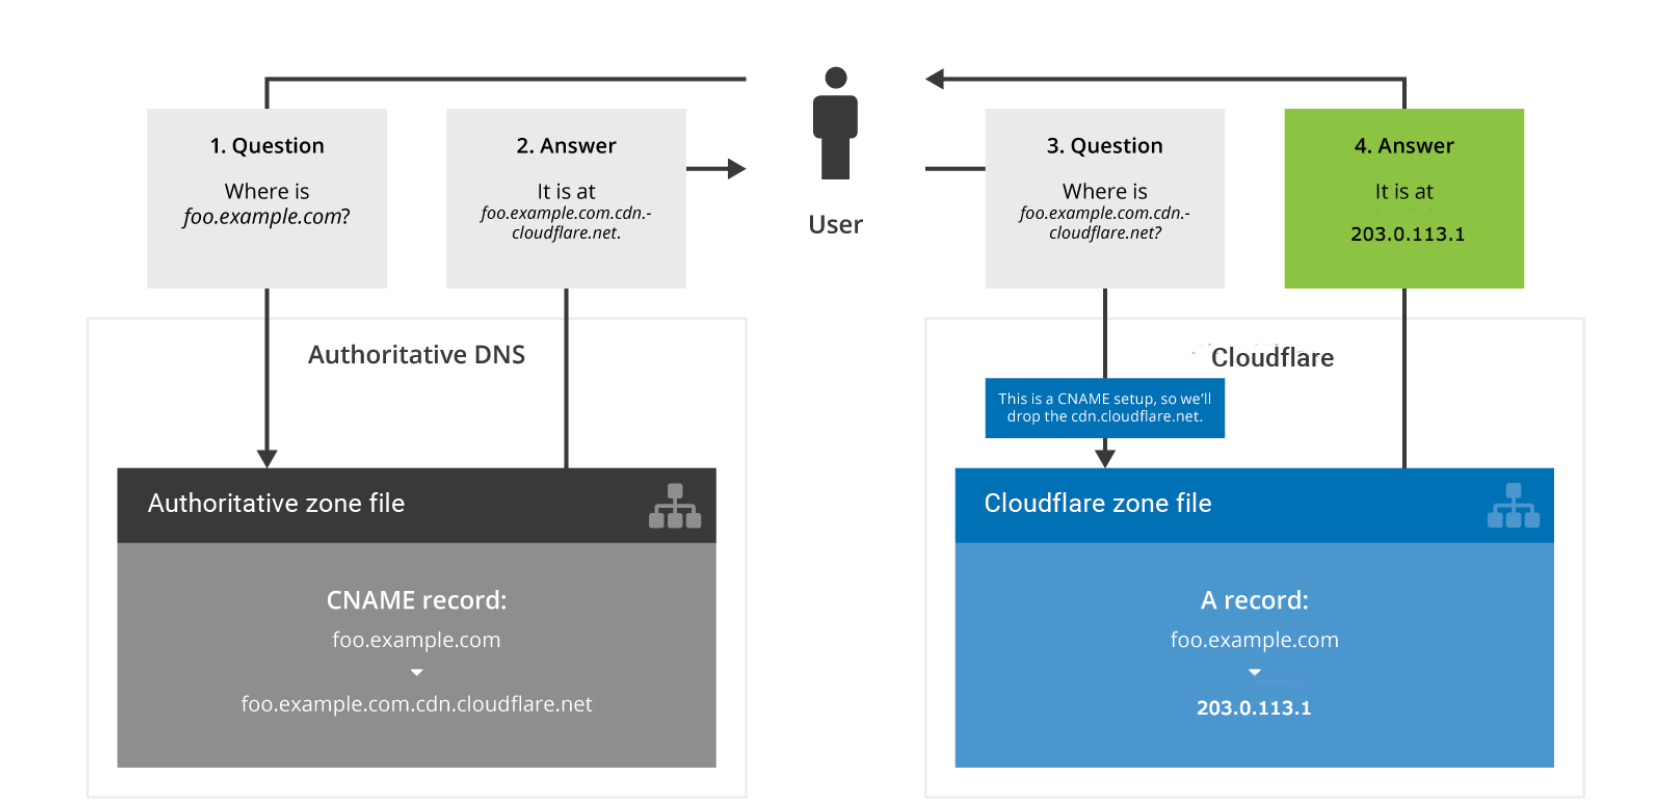 1. Question
Where is
foo.example.com?
2. Answer
It is at
foo.example.com.cdn.-
cloudflare.net.
User
3. Question
Where is
foo.example.com.cdn.-
cloudflare.net?
4. Answer
It is at
203.0.113.1
Authoritative DNS
Authoritative zone file
CNAME record:
foo.example.com
foo.example.com.cdn.cloudflare.net
Cloudflare
This is a CNAME setup, so we'll
drop the cdn.cloudflare.net.
Cloudflare zone file
A record:
foo.example.com
203.0.113.1